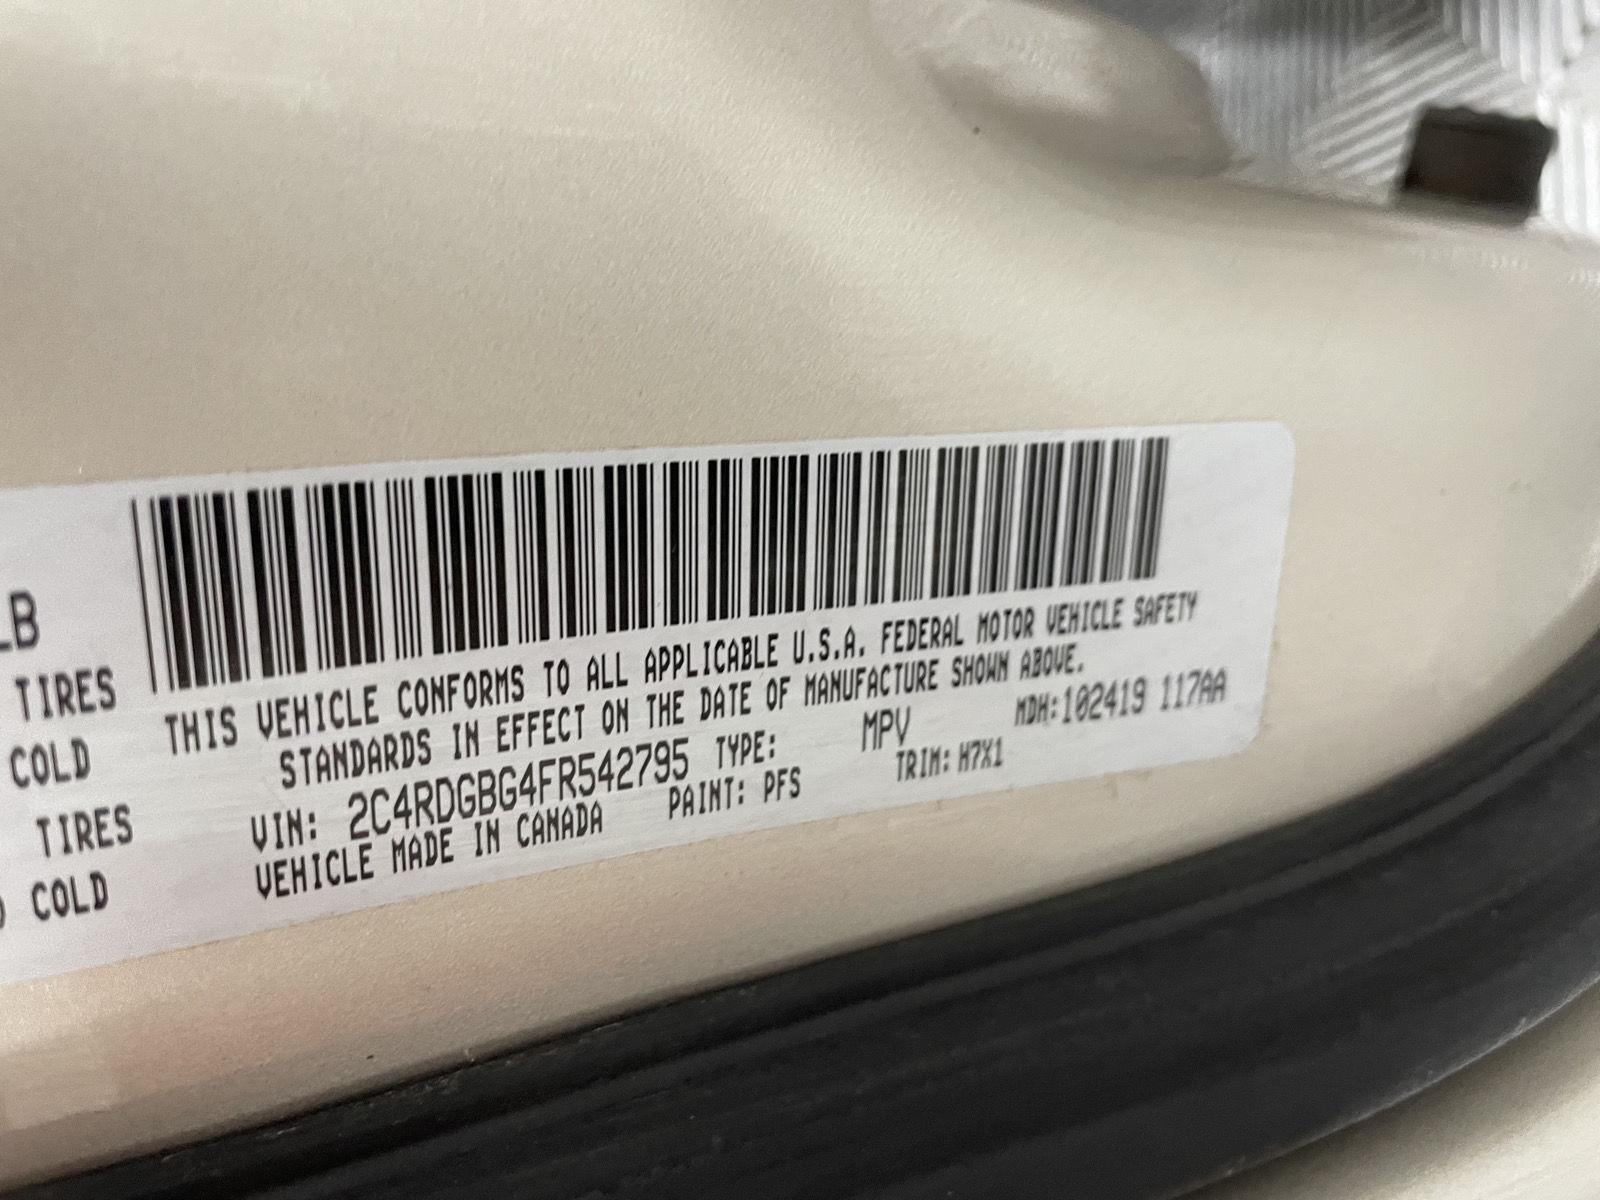 LB
TIRES
COLD
TIRES
COLD
THIS VEHICLE CONFORMS TO ALL APPLICABLE U.S.A. FEDERAL MOTOR VEHICLE SAFETY
STANDARDS IN EFFECT ON THE DATE OF MANUFACTURE SHOWN ABOVE.
VIN: 2C4RDGBG4FR542795 TYPE: MPV MDH:102419 117AA
VEHICLE MADE IN CANADA PAINT: PFS TRIM: H7X1